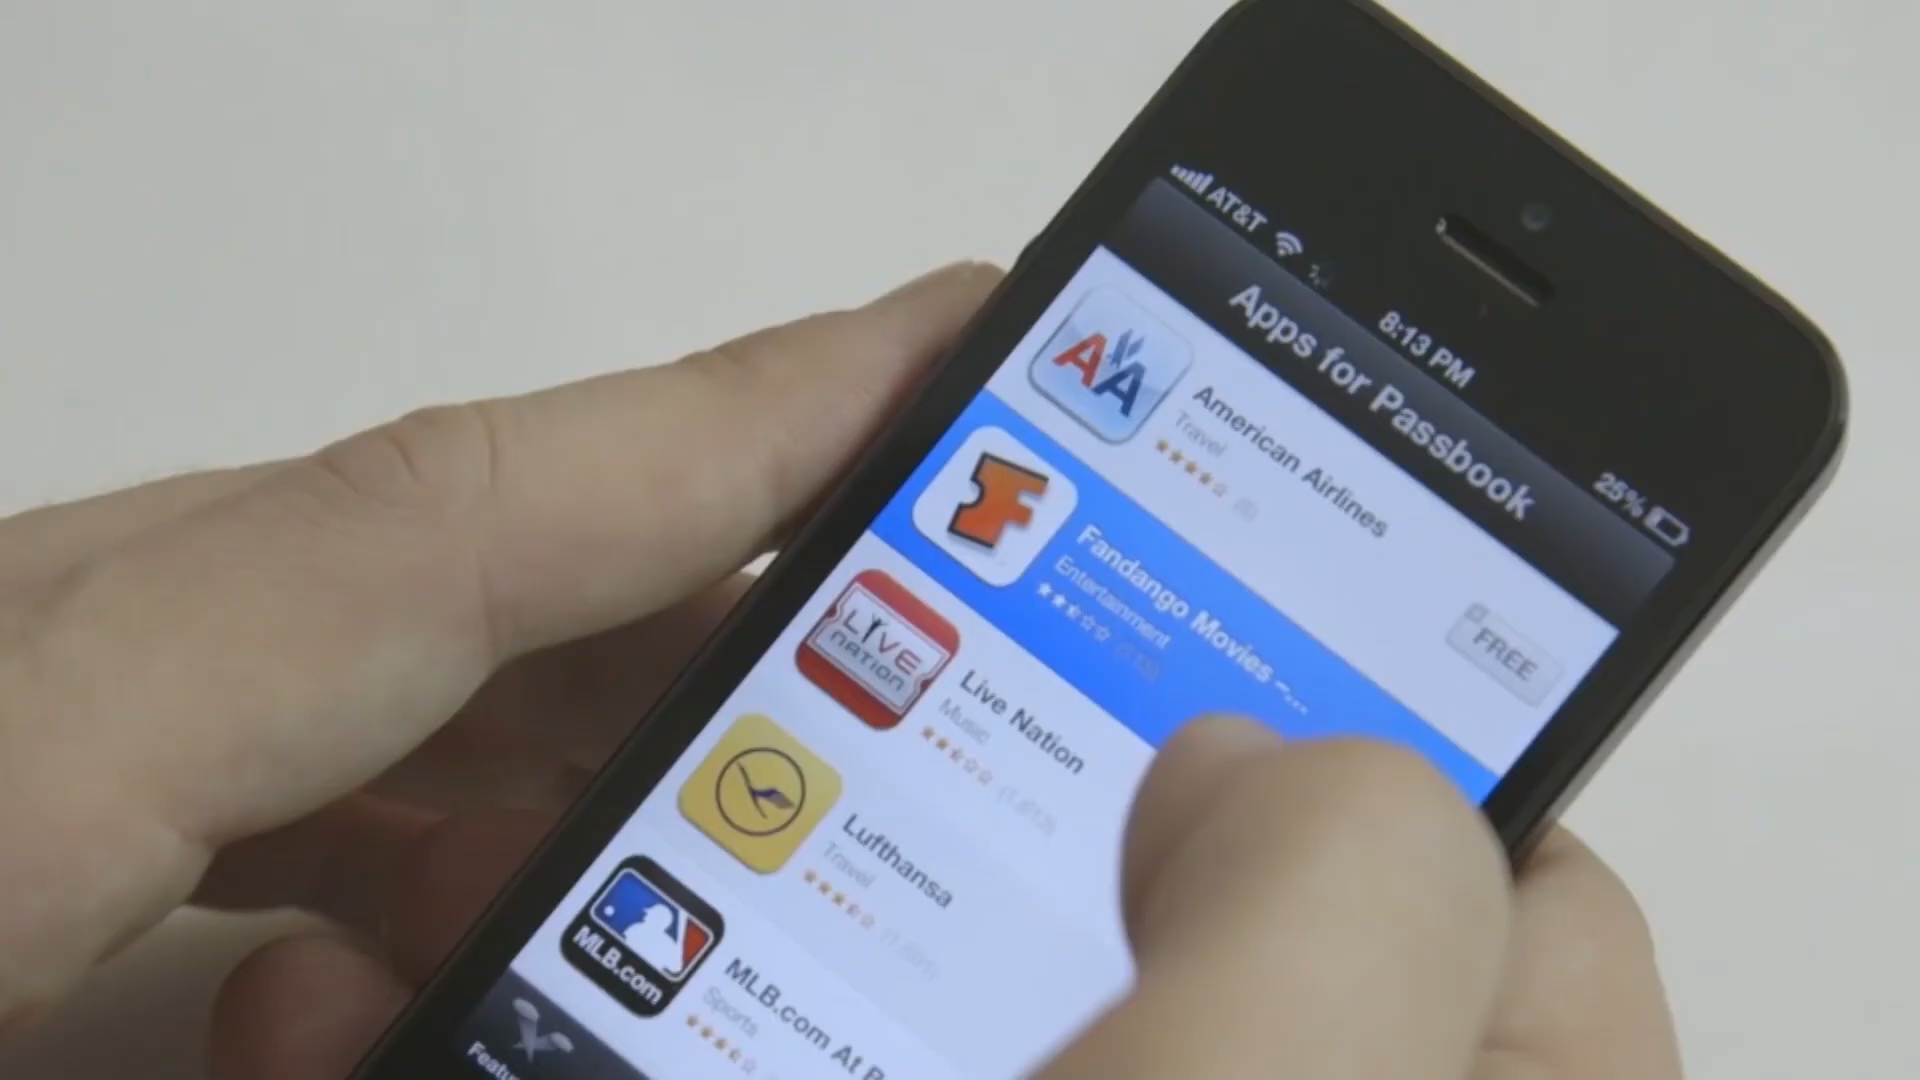 AT&T
8:13 PM
25%
Apps for Passbook
AA
American Airlines
Travel
FREE
F
Fandango Movies –...
Entertainment
LIVE
nation
Live Nation
Music
Lufthansa
Travel
MLB.com
MLB.com At B
Sports
Featu